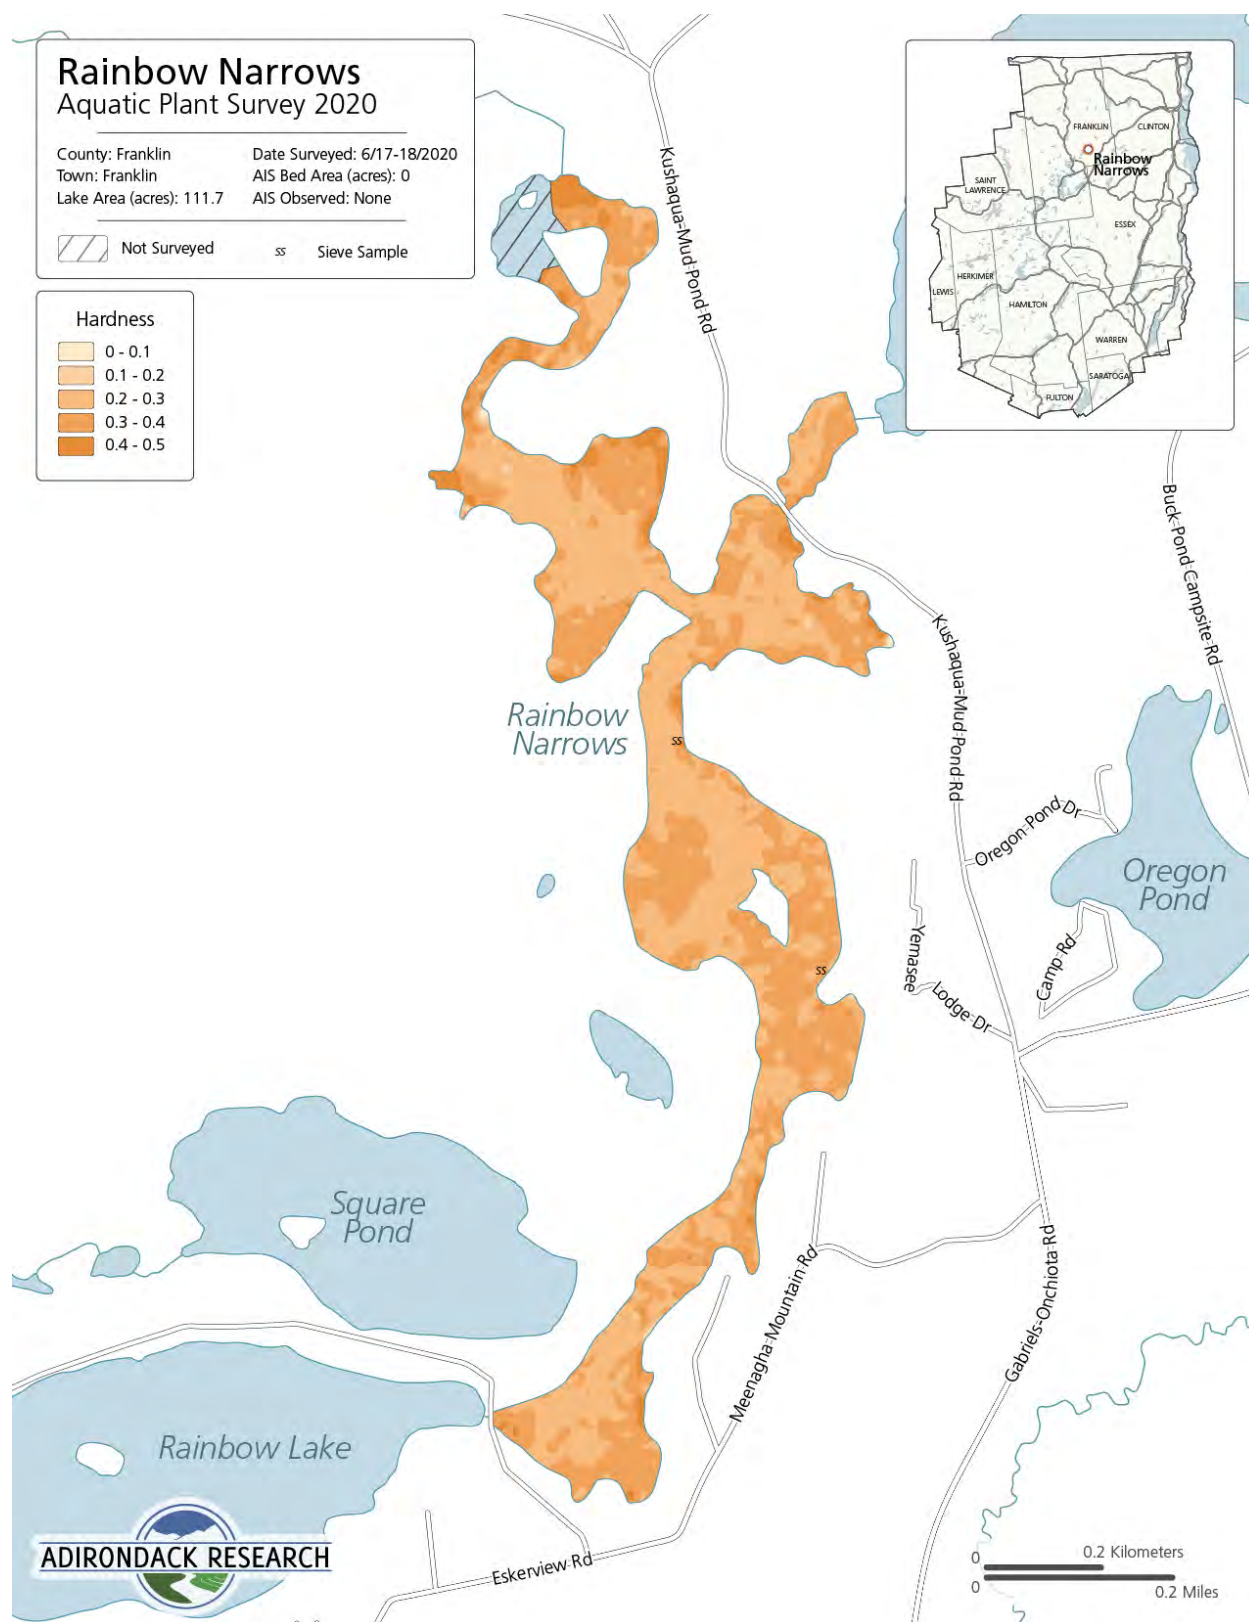 Rainbow Narrows
Aquatic Plant Survey 2020
County: Franklin
Date Surveyed: 6/17-18/2020
Town: Franklin
AIS Bed Area (acres): 0
Lake Area (acres): 111.7
AIS Observed: None
Not Surveyed
ss
Sieve Sample
Hardness
0 - 0.1
0.1 - 0.2
0.2 - 0.3
0.3 - 0.4
0.4 - 0.5
FRANKLIN
CLINTON
Rainbow
Narrows
SAINT
LAWRENCE
ESSEX
HERKIMER
LEWIS
HAMILTON
WARREN
SARATOGA
FULTON
Kushaqua-Mud-Pond-Rd
Buck-Pond-Campsite-Rd
Kushaqua-Mud-Pond-Rd
Rainbow
Narrows
ss
Oregon-Pond-Dr
Oregon
Pond
Yemasee
Camp-Rd
ss
Lodge-Dr
Square
Pond
Meenagha-Mountain-Rd
Gabriels-Onchiota-Rd
Rainbow Lake
ADIRONDACK RESEARCH
Eskerview-Rd
0
0.2 Kilometers
0
0.2 Miles